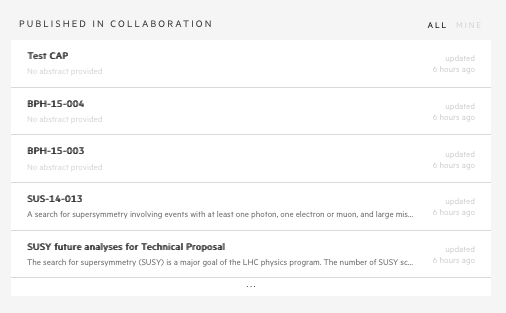 PUBLISHED IN COLLABORATION
ALL MINE
Test CAP
No abstract provided
updated
6 hours ago
BPH-15-004
No abstract provided
updated
6 hours ago
BPH-15-003
No abstract provided
updated
6 hours ago
SUS-14-013
A search for supersymmetry involving events with at least one photon, one electron or muon, and large mis...
updated
6 hours ago
SUSY future analyses for Technical Proposal
The search for supersymmetry (SUSY) is a major goal of the LHC physics program. The number of SUSY sc...
updated
6 hours ago
...